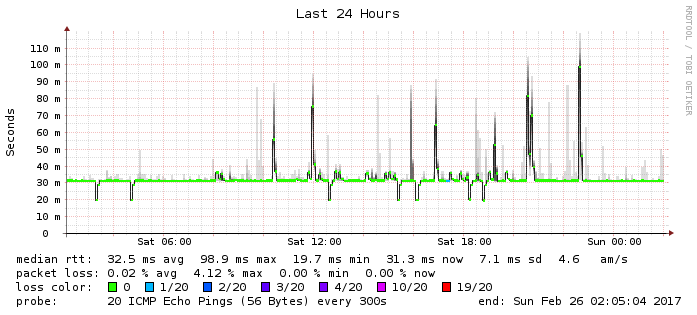 Last 24 Hours
RRDTOOL / TOBI OETIKER
Seconds
110 m
100 m
90 m
80 m
70 m
60 m
50 m
40 m
30 m
20 m
10 m
0
Sat 06:00 Sat 12:00 Sat 18:00 Sun 00:00
median rtt: 32.5 ms avg 98.9 ms max 19.7 ms min 31.3 ms now 7.1 ms sd 4.6 am/s
packet loss: 0.02 % avg 4.12 % max 0.00 % min 0.00 % now
loss color: 0 1/20 2/20 3/20 4/20 10/20 19/20
probe: 20 ICMP Echo Pings (56 Bytes) every 300s end: Sun Feb 26 02:05:04 2017